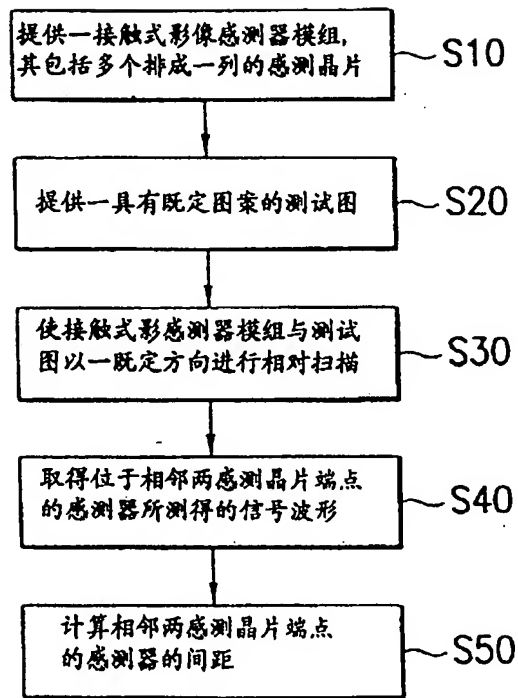 提供一接触式影像感测器模组,
其包括多个排成一列的感测晶片
S10
提供一具有既定图案的测试图
S20
使接触式影感测器模组与测试
图以一既定方向进行相对扫描
S30
取得位于相邻两感测晶片端点
的感测器所测得的信号波形
S40
计算相邻两感测晶片端点
的感测器的间距
S50